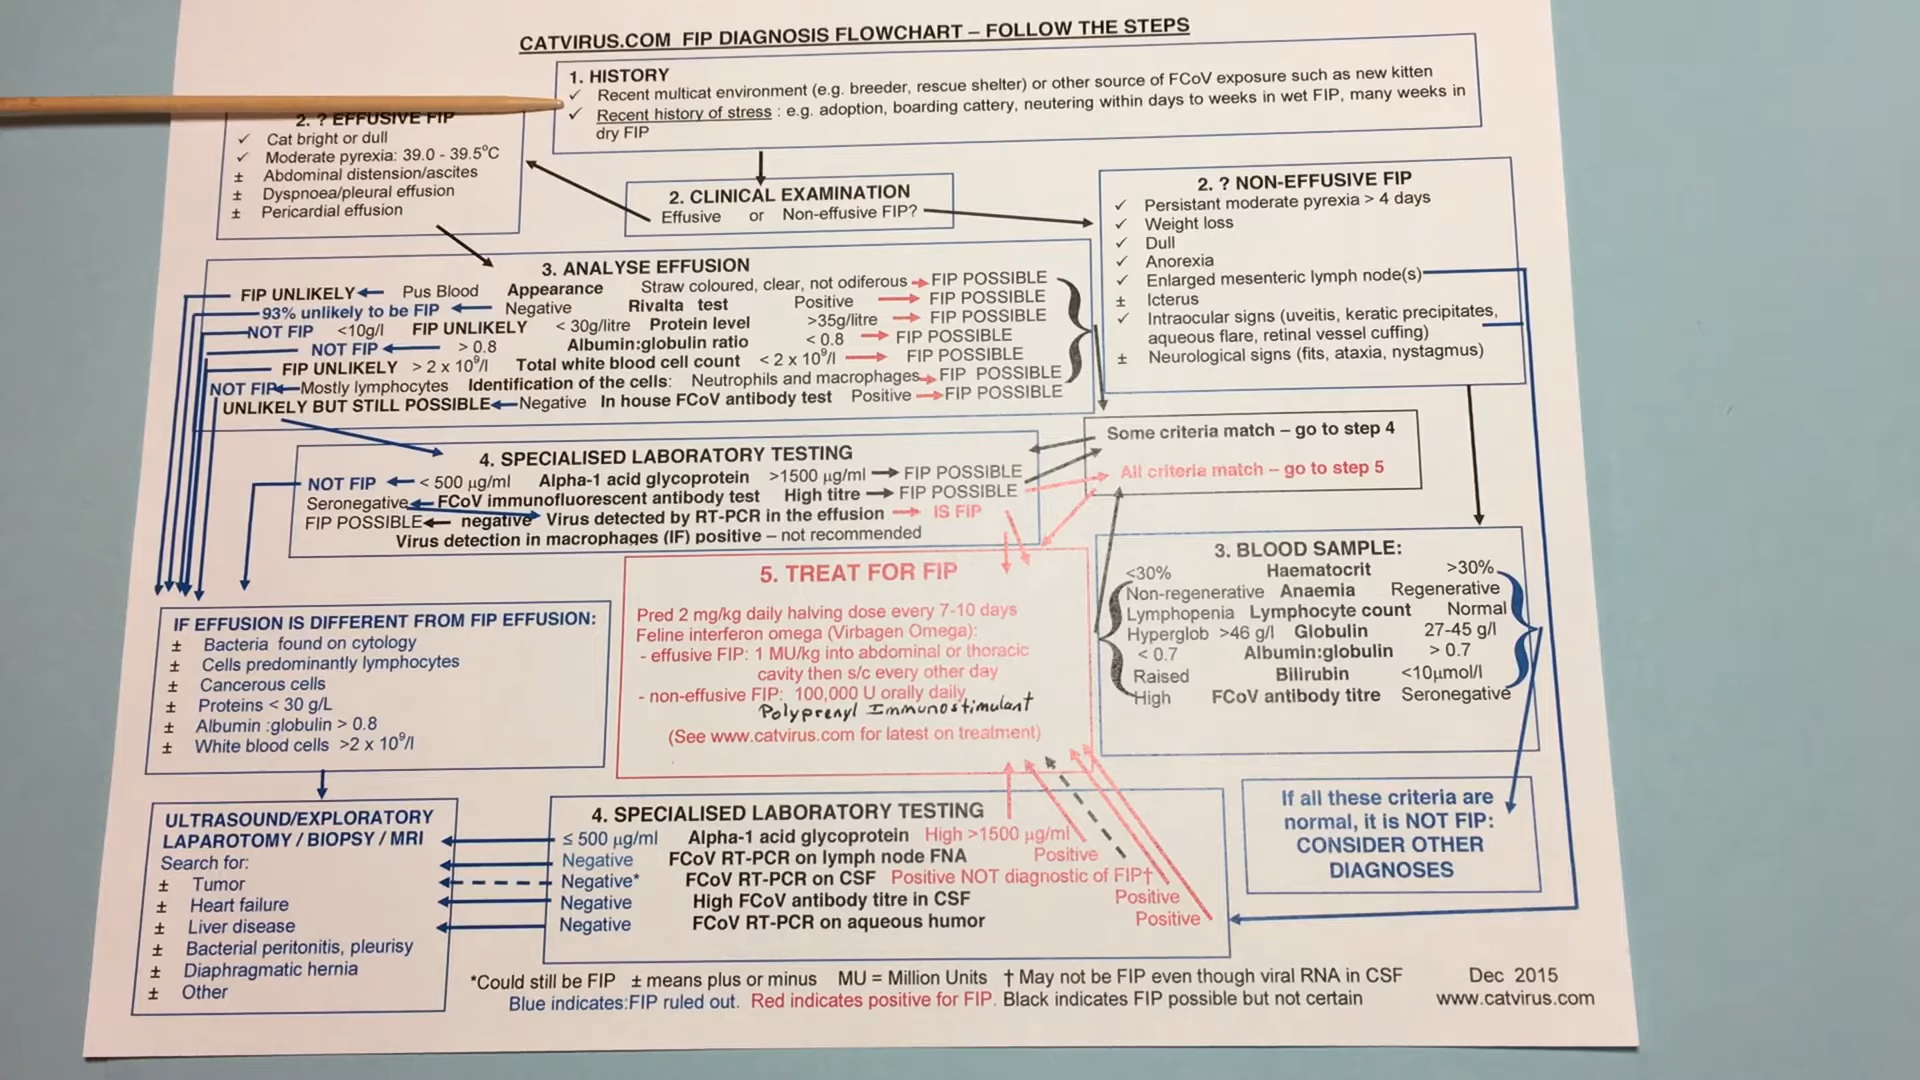 CATVIRUS.COM FIP DIAGNOSIS FLOWCHART – FOLLOW THE STEPS
1. HISTORY
✓ Recent multicat environment (e.g. breeder, rescue shelter) or other source of FCoV exposure such as new kitten
✓ Recent history of stress : e.g. adoption, boarding cattery, neutering within days to weeks in wet FIP, many weeks in
dry FIP
2. ? EFFUSIVE FIP
✓ Cat bright or dull
✓ Moderate pyrexia: 39.0 - 39.5°C
± Abdominal distension/ascites
± Dyspnoea/pleural effusion
± Pericardial effusion
2. CLINICAL EXAMINATION
Effusive or Non-effusive FIP?
2. ? NON-EFFUSIVE FIP
✓ Persistant moderate pyrexia > 4 days
✓ Weight loss
✓ Dull
✓ Anorexia
✓ Enlarged mesenteric lymph node(s)
± Icterus
✓ Intraocular signs (uveitis, keratic precipitates,
aqueous flare, retinal vessel cuffing)
± Neurological signs (fits, ataxia, nystagmus)
3. ANALYSE EFFUSION
FIP UNLIKELY Pus Blood Appearance Straw coloured, clear, not odiferous FIP POSSIBLE
93% unlikely to be FIP Negative Rivalta test Positive FIP POSSIBLE
NOT FIP <10g/l FIP UNLIKELY < 30g/litre Protein level >35g/litre FIP POSSIBLE
NOT FIP > 0.8 Albumin:globulin ratio < 0.8 FIP POSSIBLE
FIP UNLIKELY > 2 x 10⁹/l Total white blood cell count < 2 x 10⁹/l FIP POSSIBLE
NOT FIP Mostly lymphocytes Identification of the cells: Neutrophils and macrophages FIP POSSIBLE
UNLIKELY BUT STILL POSSIBLE Negative In house FCoV antibody test Positive FIP POSSIBLE
Some criteria match – go to step 4
All criteria match – go to step 5
4. SPECIALISED LABORATORY TESTING
NOT FIP < 500 µg/ml Alpha-1 acid glycoprotein >1500 µg/ml FIP POSSIBLE
Seronegative FCoV immunofluorescent antibody test High titre FIP POSSIBLE
FIP POSSIBLE negative Virus detected by RT-PCR in the effusion IS FIP
Virus detection in macrophages (IF) positive – not recommended
3. BLOOD SAMPLE:
<30% Haematocrit >30%
Non-regenerative Anaemia Regenerative
Lymphopenia Lymphocyte count Normal
Hyperglob >46 g/l Globulin 27-45 g/l
< 0.7 Albumin:globulin > 0.7
Raised Bilirubin <10µmol/l
High FCoV antibody titre Seronegative
5. TREAT FOR FIP
Pred 2 mg/kg daily halving dose every 7-10 days
Feline interferon omega (Virbagen Omega):
- effusive FIP: 1 MU/kg into abdominal or thoracic
cavity then s/c every other day
- non-effusive FIP: 100,000 U orally daily
Polyprenyl Immunostimulant
(See www.catvirus.com for latest on treatment)
IF EFFUSION IS DIFFERENT FROM FIP EFFUSION:
± Bacteria found on cytology
± Cells predominantly lymphocytes
± Cancerous cells
± Proteins < 30 g/L
± Albumin :globulin > 0.8
± White blood cells >2 x 10⁹/l
ULTRASOUND/EXPLORATORY
LAPAROTOMY / BIOPSY / MRI
Search for:
± Tumor
± Heart failure
± Liver disease
± Bacterial peritonitis, pleurisy
± Diaphragmatic hernia
± Other
4. SPECIALISED LABORATORY TESTING
≤ 500 µg/ml Alpha-1 acid glycoprotein High >1500 µg/ml
Negative FCoV RT-PCR on lymph node FNA Positive
Negative* FCoV RT-PCR on CSF Positive NOT diagnostic of FIP†
Negative High FCoV antibody titre in CSF Positive
Negative FCoV RT-PCR on aqueous humor Positive
If all these criteria are
normal, it is NOT FIP:
CONSIDER OTHER
DIAGNOSES
*Could still be FIP ± means plus or minus MU = Million Units † May not be FIP even though viral RNA in CSF Dec 2015
Blue indicates:FIP ruled out. Red indicates positive for FIP. Black indicates FIP possible but not certain www.catvirus.com